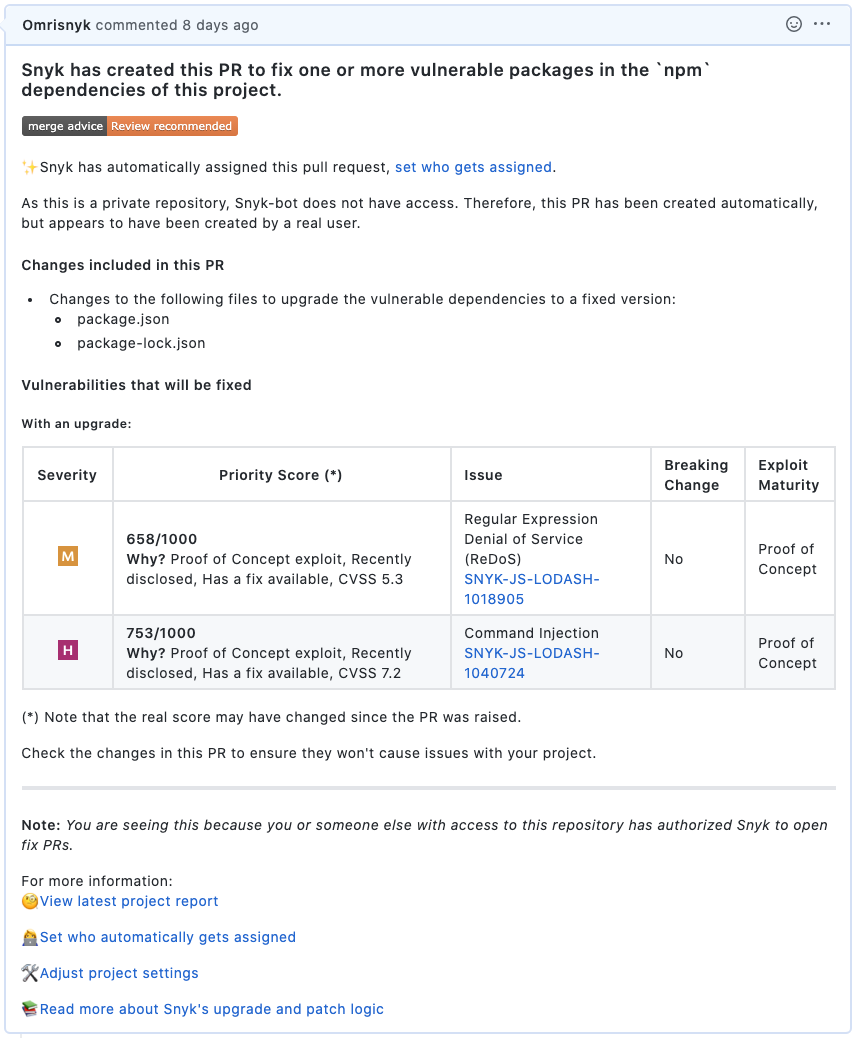 Omrisnyk commented 8 days ago
Snyk has created this PR to fix one or more vulnerable packages in the `npm`
dependencies of this project.
merge advice Review recommended
✨Snyk has automatically assigned this pull request, set who gets assigned.
As this is a private repository, Snyk-bot does not have access. Therefore, this PR has been created automatically,
but appears to have been created by a real user.
Changes included in this PR
• Changes to the following files to upgrade the vulnerable dependencies to a fixed version:
package.json
package-lock.json
Vulnerabilities that will be fixed
With an upgrade:
Severity
Priority Score (*)
Issue
Breaking
Change
Exploit
Maturity
M
658/1000
Why? Proof of Concept exploit, Recently
disclosed, Has a fix available, CVSS 5.3
Regular Expression
Denial of Service
(ReDoS)
SNYK-JS-LODASH-
1018905
No
Proof of
Concept
H
753/1000
Why? Proof of Concept exploit, Recently
disclosed, Has a fix available, CVSS 7.2
Command Injection
SNYK-JS-LODASH-
1040724
No
Proof of
Concept
(*) Note that the real score may have changed since the PR was raised.
Check the changes in this PR to ensure they won't cause issues with your project.
Note: You are seeing this because you or someone else with access to this repository has authorized Snyk to open
fix PRs.
For more information:
🧐View latest project report
👩‍💻Set who automatically gets assigned
🛠Adjust project settings
📚Read more about Snyk's upgrade and patch logic